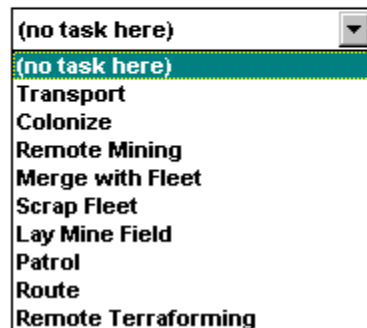 (no task here)
(no task here)
Transport
Colonize
Remote Mining
Merge with Fleet
Scrap Fleet
Lay Mine Field
Patrol
Route
Remote Terraforming